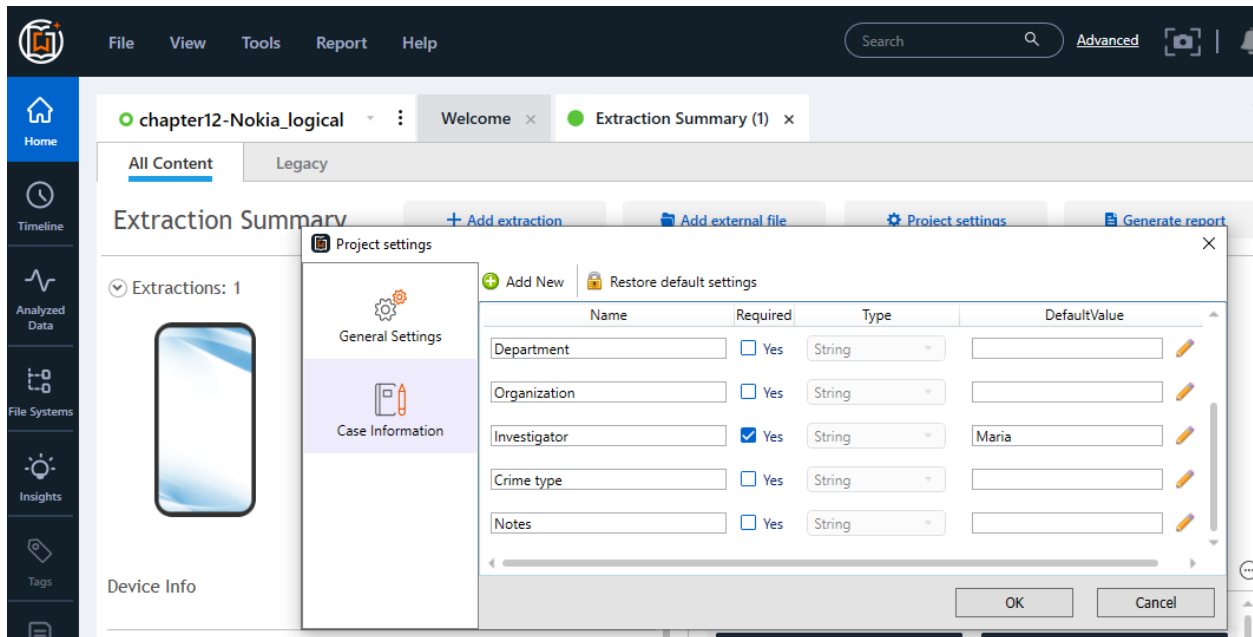 File View Tools Report Help Search Advanced
Home
chapter12-Nokia_logical Welcome Extraction Summary (1)
All Content Legacy
Timeline
Extraction Summary Add extraction Add external file Project settings Generate report
Project settings
Extractions: 1
Add New Restore default settings
Analyzed
Data
General Settings
Name Required Type DefaultValue
Department Yes String
File Systems
Organization Yes String
Case Information
Investigator Yes String Maria
Insights
Crime type Yes String
Notes Yes String
Tags
Device Info
OK Cancel